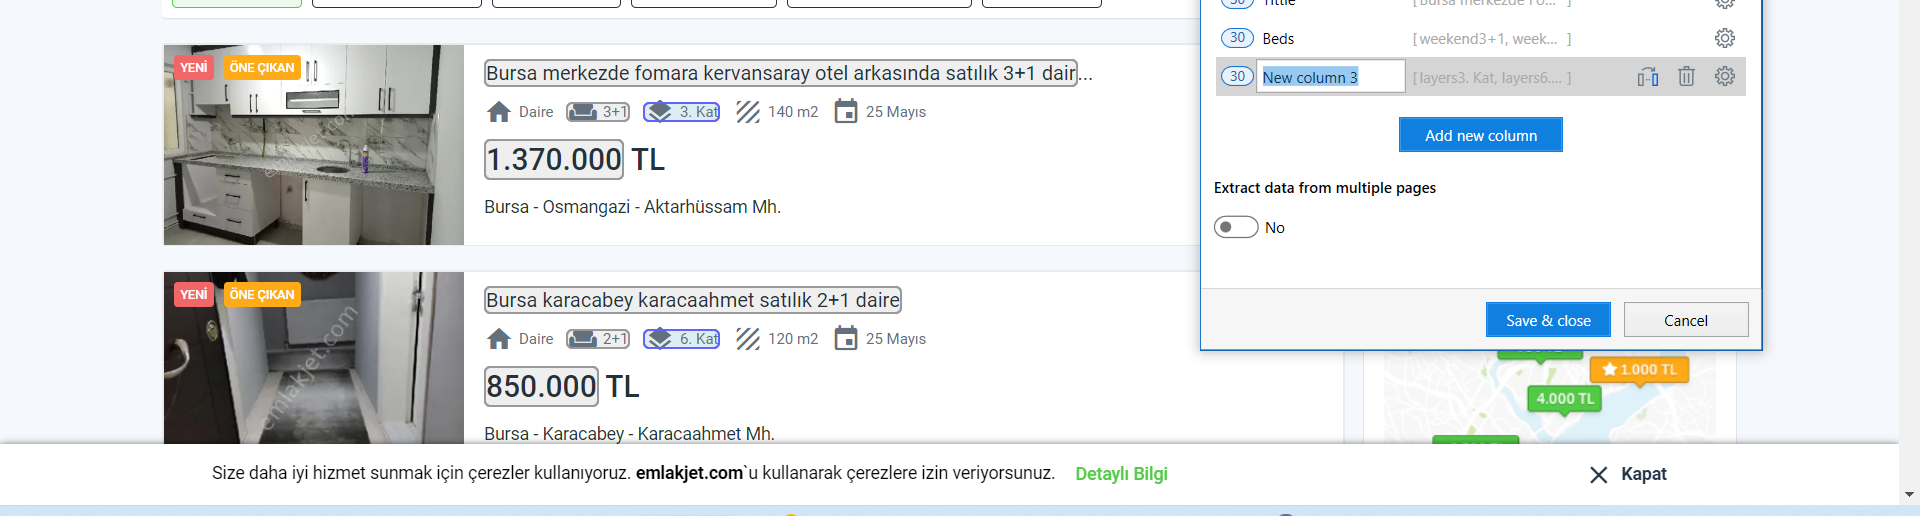 YENİ
ÖNE ÇIKAN
Bursa merkezde fomara kervansaray otel arkasında satılık 3+1 dair...
Daire 3+1 3. Kat 140 m2 25 Mayıs
1.370.000 TL
Bursa - Osmangazi - Aktarhüssam Mh.
emlakjet.com
YENİ
ÖNE ÇIKAN
Bursa karacabey karacaahmet satılık 2+1 daire
Daire 2+1 6. Kat 120 m2 25 Mayıs
850.000 TL
Bursa - Karacabey - Karacaahmet Mh.
emlakjet.com
30 Beds [ weekend3+1, week... ]
30 New column 3 [ layers3. Kat, layers6.... ]
Add new column
Extract data from multiple pages
No
Save & close
Cancel
1.000 TL
4.000 TL
Size daha iyi hizmet sunmak için çerezler kullanıyoruz. emlakjet.com`u kullanarak çerezlere izin veriyorsunuz. Detaylı Bilgi
Kapat